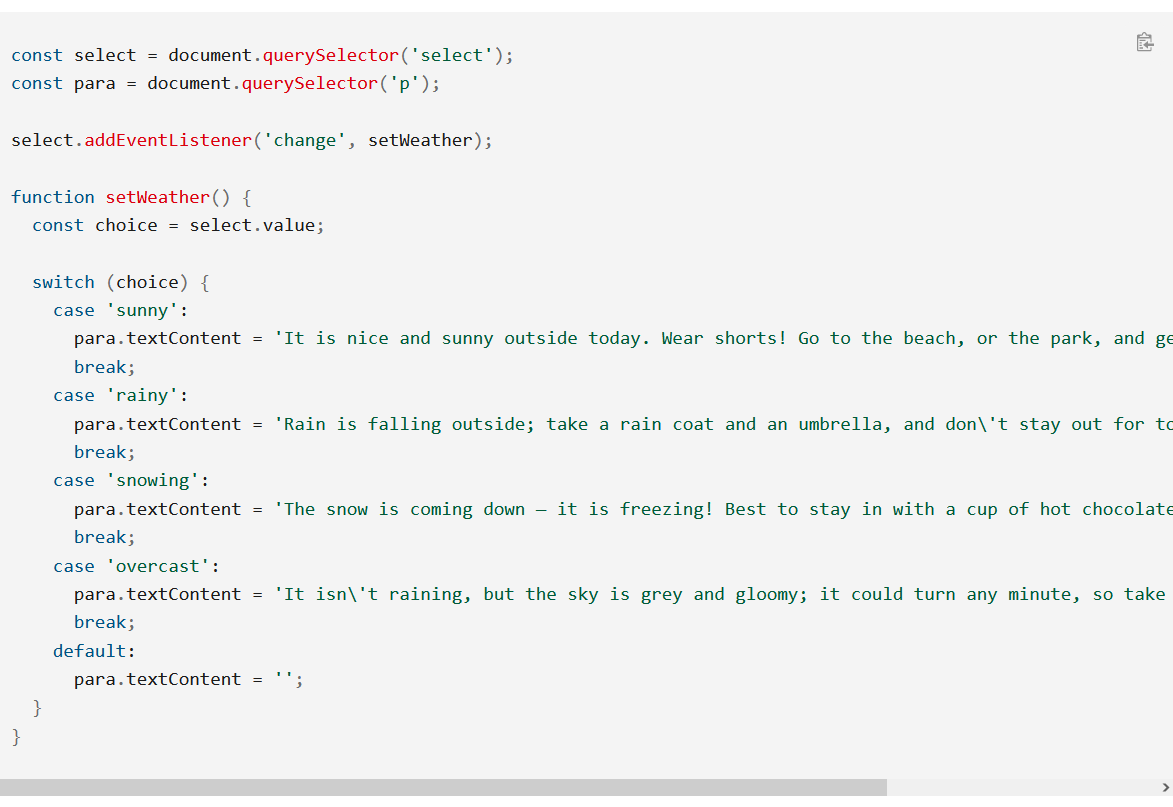 const select = document.querySelector('select');
const para = document.querySelector('p');
select.addEventListener('change', setWeather);
function setWeather() {
  const choice = select.value;
  switch (choice) {
    case 'sunny':
      para.textContent = 'It is nice and sunny outside today. Wear shorts! Go to the beach, or the park, and
      break;
    case 'rainy':
      para.textContent = 'Rain is falling outside; take a rain coat and an umbrella, and don\'t stay out for
      break;
    case 'snowing':
      para.textContent = 'The snow is coming down — it is freezing! Best to stay in with a cup of hot chocolate
      break;
    case 'overcast':
      para.textContent = 'It isn\'t raining, but the sky is grey and gloomy; it could turn any minute, so take
      break;
    default:
      para.textContent = '';
  }
}